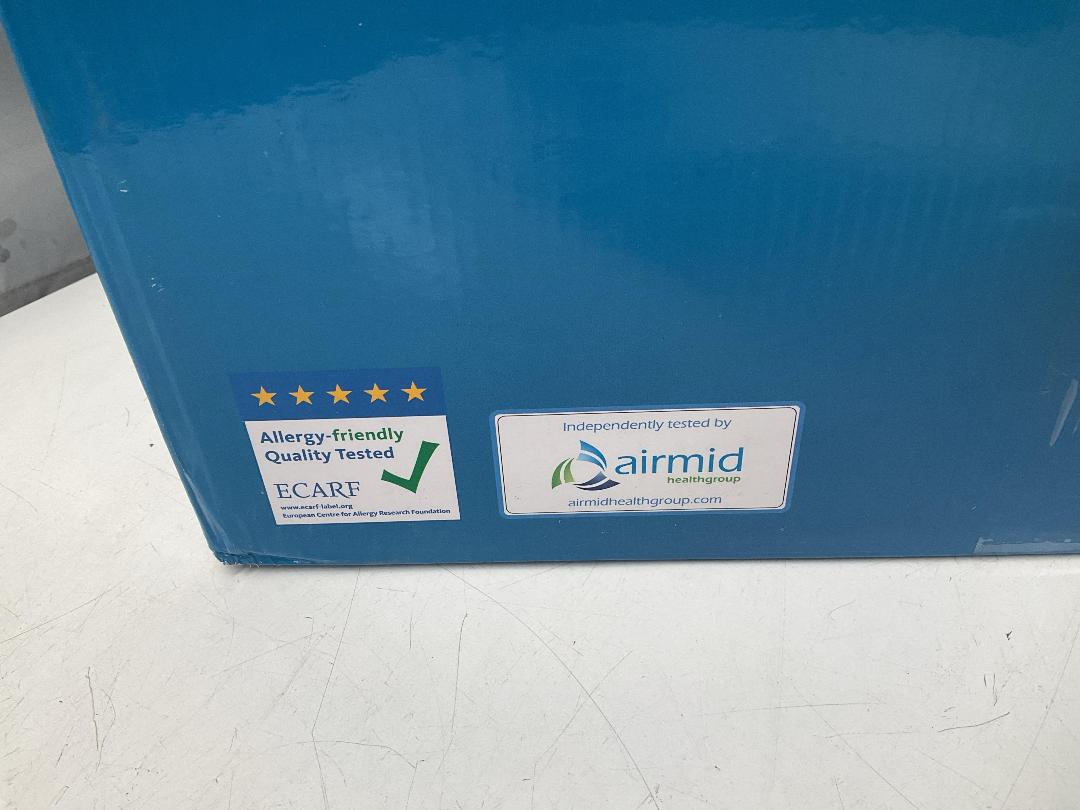 Allergy-friendly
Quality Tested
ECARF
www.ecarf-label.org
European Centre for Allergy Research Foundation
Independently tested by
airmid
healthgroup
airmidhealthgroup.com